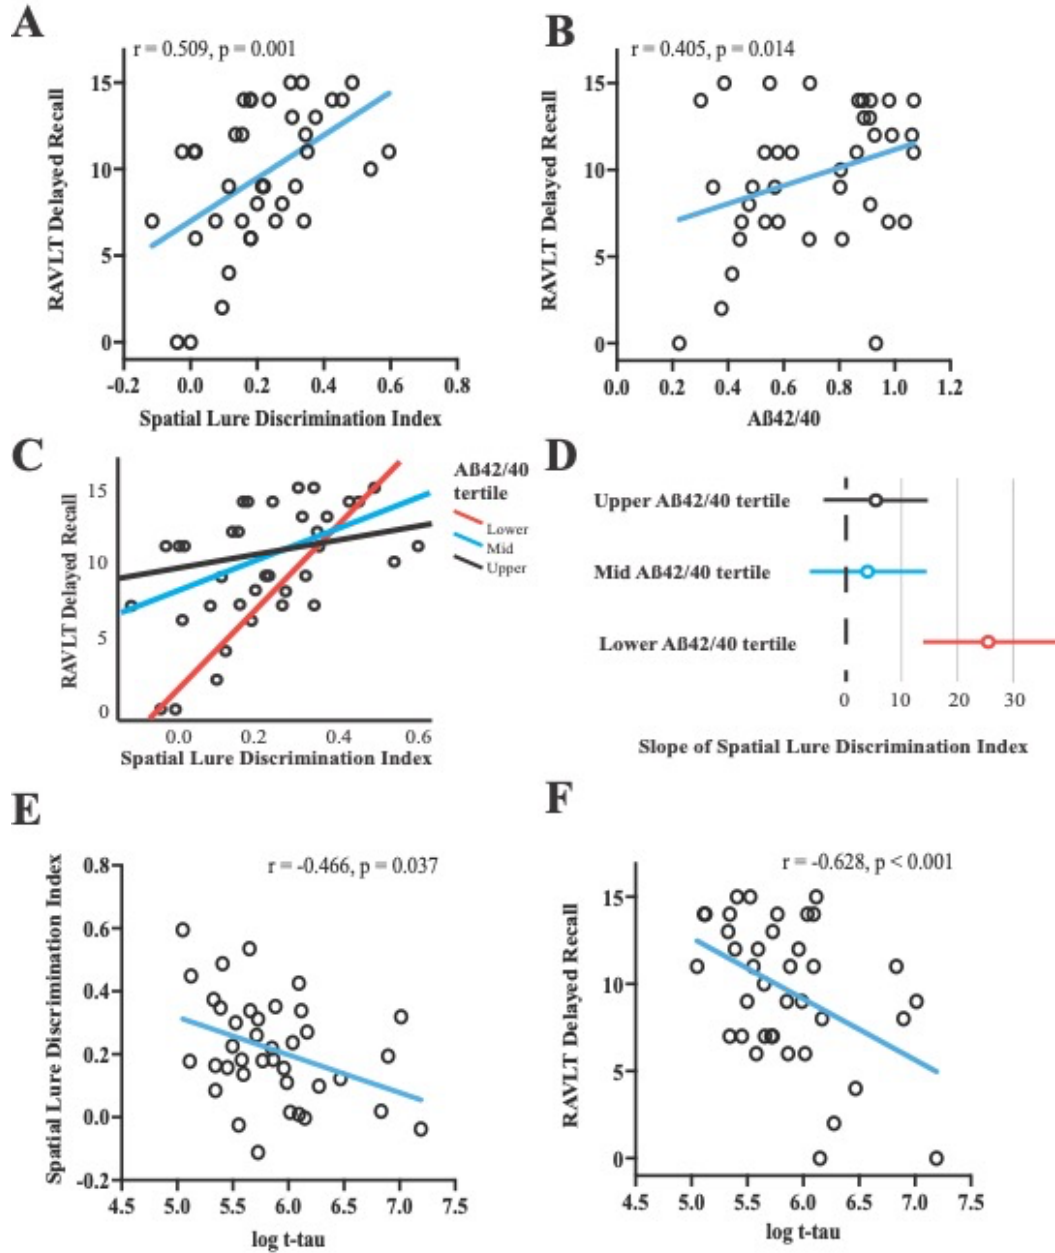 A
r = 0.509, p = 0.001
RAVLT Delayed Recall
15
10
5
0
-0.2 0.0 0.2 0.4 0.6 0.8
Spatial Lure Discrimination Index
B
r = 0.405, p = 0.014
RAVLT Delayed Recall
15
10
5
0
0.0 0.2 0.4 0.6 0.8 1.0 1.2
Aß42/40
C
RAVLT Delayed Recall
15
10
5
0
0.0 0.2 0.4 0.6
Spatial Lure Discrimination Index
Aß42/40
tertile
Lower
Mid
Upper
D
Upper Aß42/40 tertile
Mid Aß42/40 tertile
Lower Aß42/40 tertile
0 10 20 30
Slope of Spatial Lure Discrimination Index
E
r = -0.466, p = 0.037
Spatial Lure Discrimination Index
0.8
0.6
0.4
0.2
0.0
-0.2
4.5 5.0 5.5 6.0 6.5 7.0 7.5
log t-tau
F
r = -0.628, p < 0.001
RAVLT Delayed Recall
15
10
5
0
4.5 5.0 5.5 6.0 6.5 7.0 7.5
log t-tau